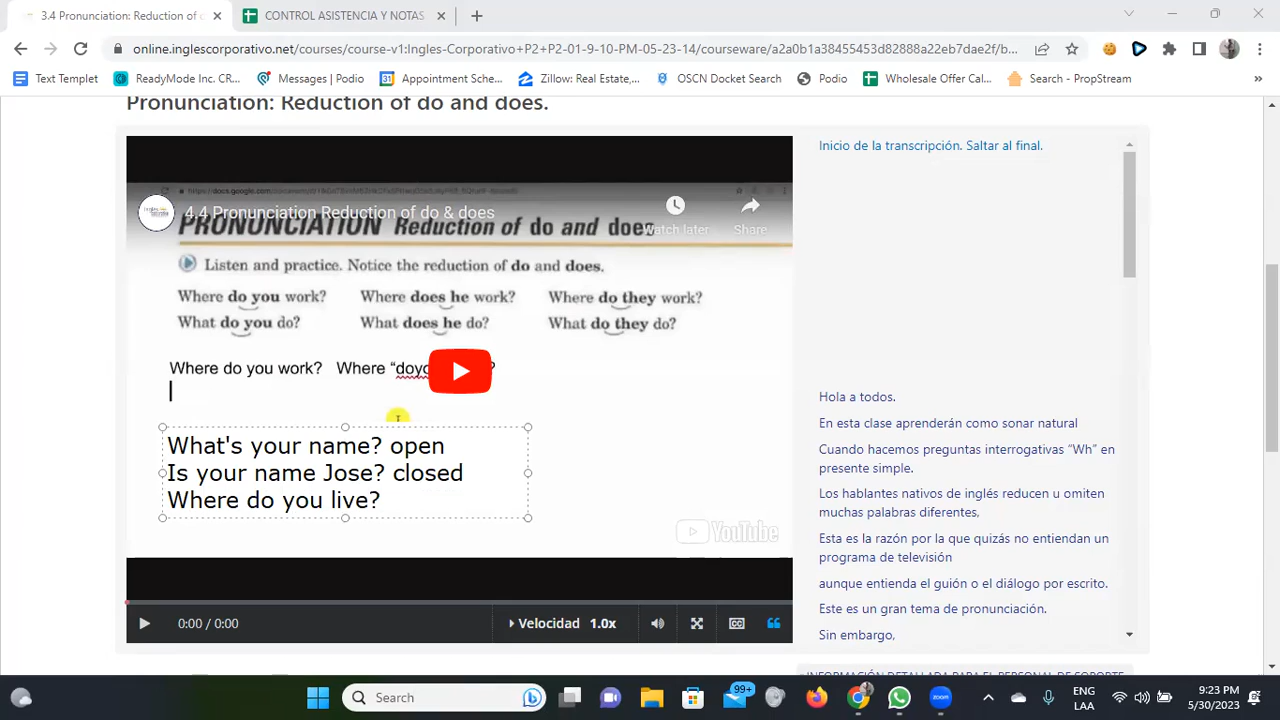 3.4 Pronunciation: Reduction of d
CONTROL ASISTENCIA Y NOTAS
online.inglescorporativo.net/courses/course-v1:Ingles-Corporativo+P2+P2-01-9-10-PM-05-23-14/courseware/a2a0b1a38455453d82888a22eb7dae2f/b...
Text Templet
ReadyMode Inc. CR...
Messages | Podio
Appointment Sche...
Zillow: Real Estate,...
OSCN Docket Search
Podio
Wholesale Offer Cal...
Search - PropStream
Pronunciation: Reduction of do and does.
4.4 Pronunciation Reduction of do & does
Watch later
Share
PRONUNCIATION Reduction of do and does
Listen and practice. Notice the reduction of do and does.
Where do you work? Where does he work? Where do they work?
What do you do? What does he do? What do they do?
Where do you work? Where "doyo ?
What's your name? open
Is your name Jose? closed
Where do you live?
YouTube
0:00 / 0:00
Velocidad 1.0x
Inicio de la transcripción. Saltar al final.
Hola a todos.
En esta clase aprenderán como sonar natural
Cuando hacemos preguntas interrogativas “Wh” en
presente simple.
Los hablantes nativos de inglés reducen u omiten
muchas palabras diferentes,
Esta es la razón por la que quizás no entiendan un
programa de televisión
aunque entienda el guión o el diálogo por escrito.
Este es un gran tema de pronunciación.
Sin embargo,
INFORMACIÓN DETALLADA PARA EL PERSONAL DE SOPORTE
Search
99+
zoom
ENG
LAA
9:23 PM
5/30/2023